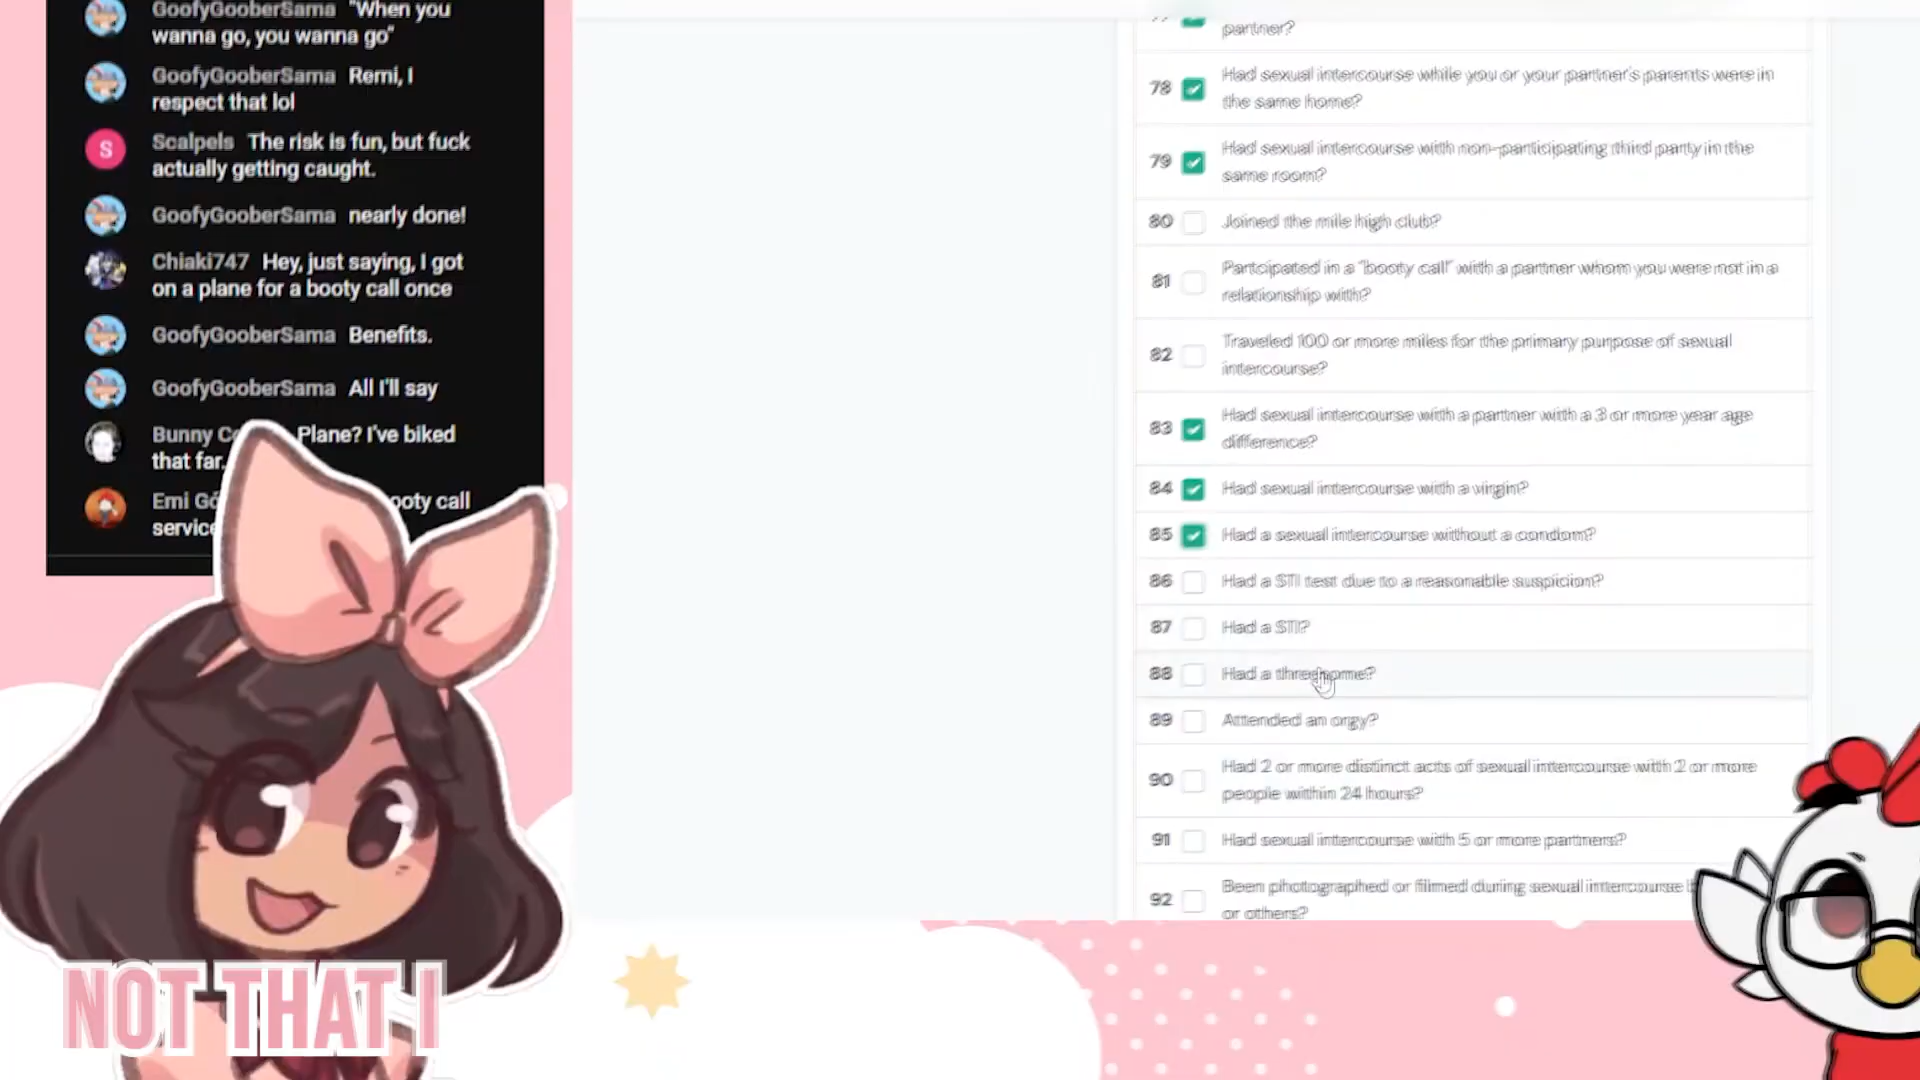 GoofyGooberSama "When you
wanna go, you wanna go"
GoofyGooberSama Remi, I
respect that lol
S
Scalpels The risk is fun, but fuck
actually getting caught.
GoofyGooberSama nearly done!
Chiaki747 Hey, just saying, I got
on a plane for a booty call once
GoofyGooberSama Benefits.
GoofyGooberSama All I'll say
Bunny Plane? I've biked
that far.
Emi booty call
service
NOT THAT I
77
partner?
78 Had sexual intercourse while you or your partner's parents were in
the same home?
79 Had sexual intercourse with non-participating third party in the
same room?
80 Joined the mile high club?
81 Partcipated in a "booty call" with a partner whom you were not in a
relationship with?
82 Traveled 100 or more miles for the primary purpose of sexual
intercourse?
83 Had sexual intercourse with a partner with a 3 or more year age
difference?
84 Had sexual intercourse with a virgin?
85 Had a sexual intercourse without a condom?
86 Had a STI test due to a reasonable suspicion?
87 Had a STI?
88 Had a threesome?
89 Attended an orgy?
90 Had 2 or more distinct acts of sexual intercourse with 2 or more
people within 24 hours?
91 Had sexual intercourse with 5 or more partners?
92 Been photographed or filmed during sexual intercourse
or others?